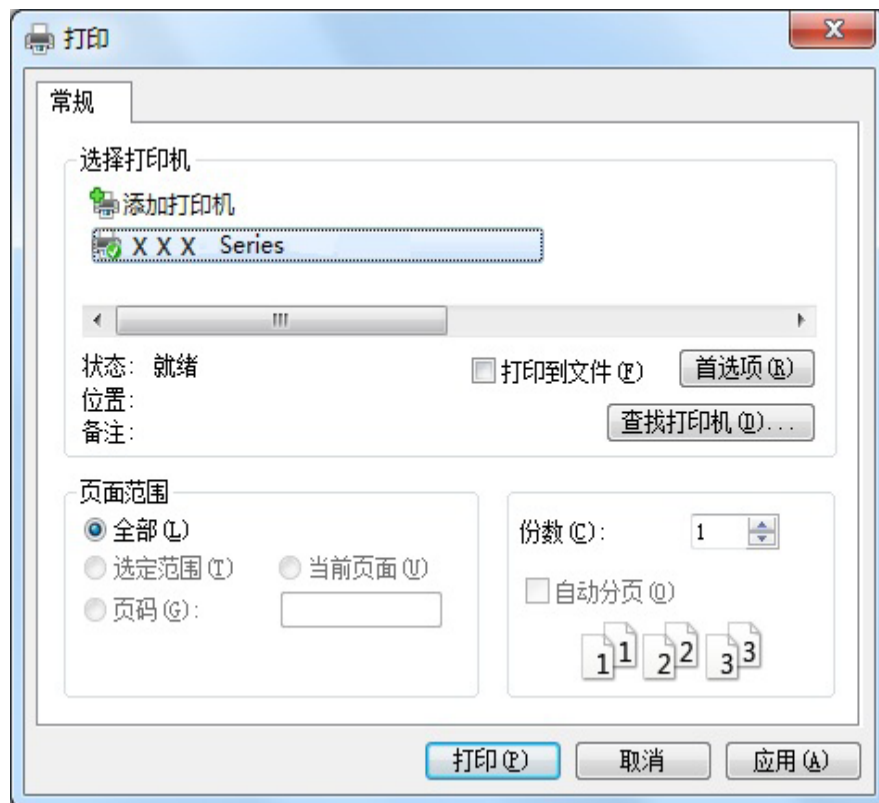 打印
常规
选择打印机
添加打印机
X X X Series
状态: 就绪
打印到文件(F) 首选项(R)
位置:
查找打印机(D)...
备注:
页面范围
全部(L)
选定范围(T) 当前页面(U)
页码(G):
份数(C): 1
自动分页(O)
1 1 2 2 3 3
打印(P) 取消 应用(A)